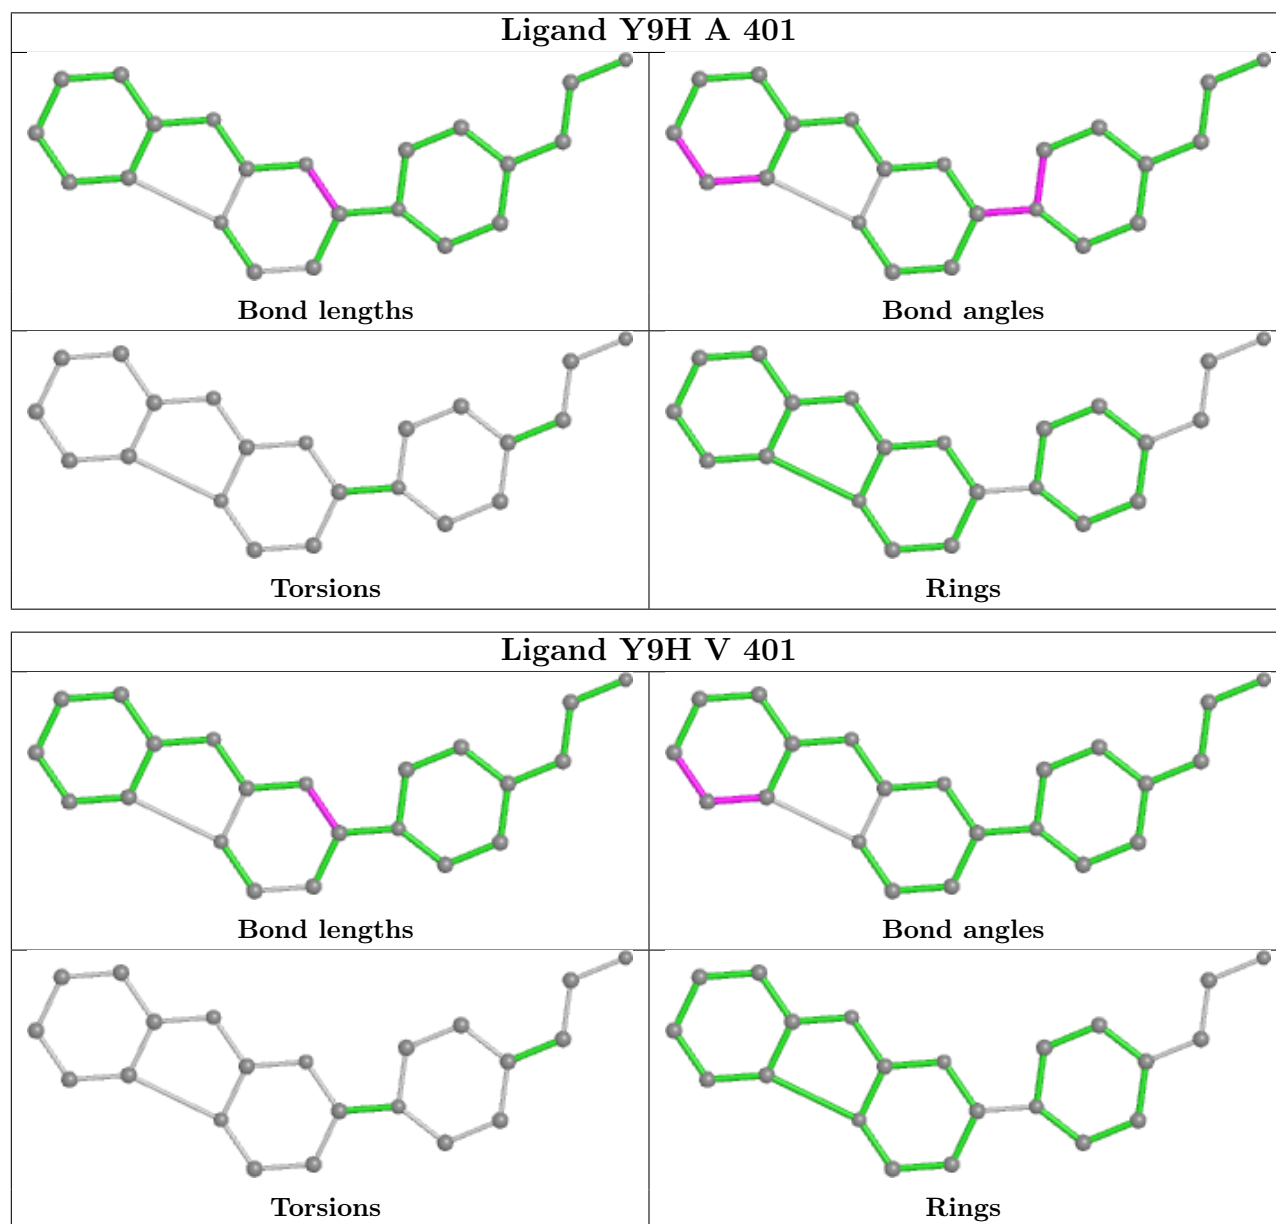 Ligand Y9H A 401
Bond lengths
Bond angles
Torsions
Rings
Ligand Y9H V 401
Bond lengths
Bond angles
Torsions
Rings